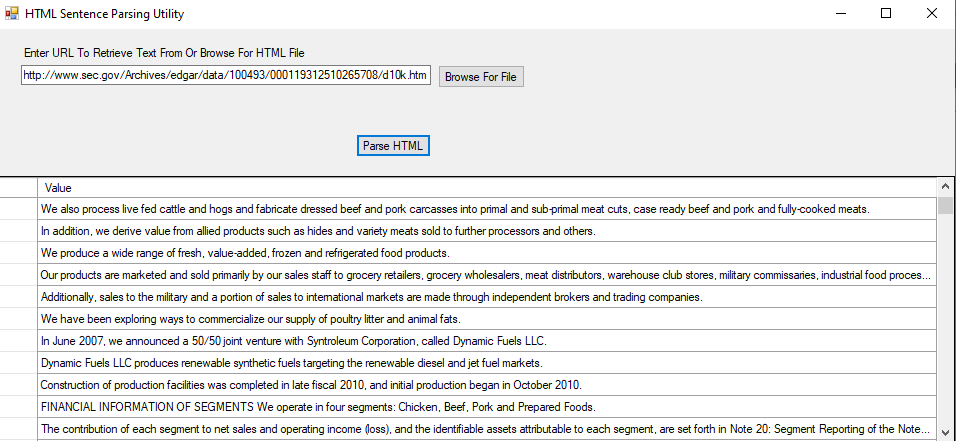 HTML Sentence Parsing Utility
Enter URL To Retrieve Text From Or Browse For HTML File
http://www.sec.gov/Archives/edgar/data/100493/000119312510265708/d10k.htm
Browse For File
Parse HTML
Value
We also process live fed cattle and hogs and fabricate dressed beef and pork carcasses into primal and sub-primal meat cuts, case ready beef and pork and fully-cooked meats.
In addition, we derive value from allied products such as hides and variety meats sold to further processors and others.
We produce a wide range of fresh, value-added, frozen and refrigerated food products.
Our products are marketed and sold primarily by our sales staff to grocery retailers, grocery wholesalers, meat distributors, warehouse club stores, military commissaries, industrial food proces...
Additionally, sales to the military and a portion of sales to international markets are made through independent brokers and trading companies.
We have been exploring ways to commercialize our supply of poultry litter and animal fats.
In June 2007, we announced a 50/50 joint venture with Syntroleum Corporation, called Dynamic Fuels LLC.
Dynamic Fuels LLC produces renewable synthetic fuels targeting the renewable diesel and jet fuel markets.
Construction of production facilities was completed in late fiscal 2010, and initial production began in October 2010.
FINANCIAL INFORMATION OF SEGMENTS We operate in four segments: Chicken, Beef, Pork and Prepared Foods.
The contribution of each segment to net sales and operating income (loss), and the identifiable assets attributable to each segment, are set forth in Note 20: Segment Reporting of the Note...